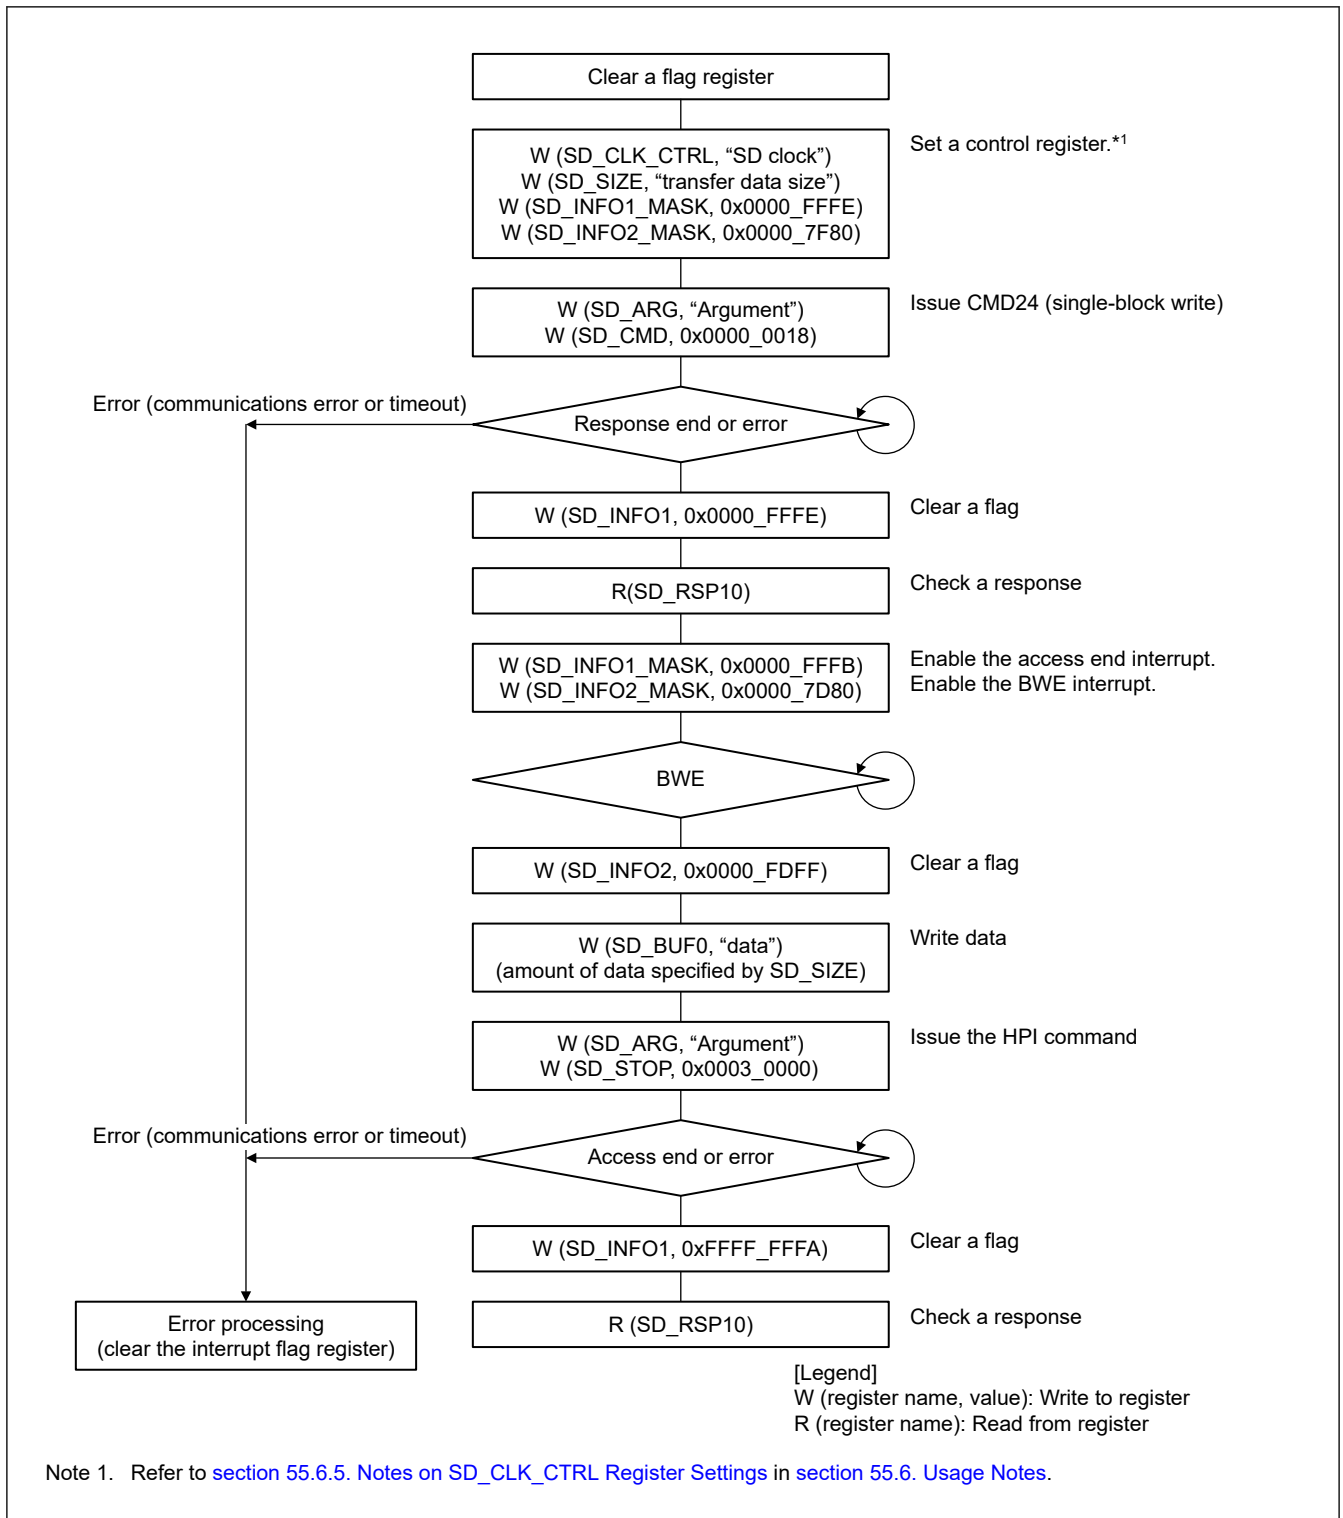 Clear a flag register
W (SD_CLK_CTRL, “SD clock”)
W (SD_SIZE, “transfer data size”)
W (SD_INFO1_MASK, 0x0000_FFFE)
W (SD_INFO2_MASK, 0x0000_7F80)
Set a control register.*1
W (SD_ARG, “Argument”)
W (SD_CMD, 0x0000_0018)
Issue CMD24 (single-block write)
Error (communications error or timeout)
Response end or error
W (SD_INFO1, 0x0000_FFFE)
Clear a flag
R(SD_RSP10)
Check a response
W (SD_INFO1_MASK, 0x0000_FFFB)
W (SD_INFO2_MASK, 0x0000_7D80)
Enable the access end interrupt.
Enable the BWE interrupt.
BWE
W (SD_INFO2, 0x0000_FDFF)
Clear a flag
W (SD_BUF0, “data”)
(amount of data specified by SD_SIZE)
Write data
W (SD_ARG, “Argument”)
W (SD_STOP, 0x0003_0000)
Issue the HPI command
Error (communications error or timeout)
Access end or error
W (SD_INFO1, 0xFFFF_FFFA)
Clear a flag
Error processing
(clear the interrupt flag register)
R (SD_RSP10)
Check a response
[Legend]
W (register name, value): Write to register
R (register name): Read from register
Note 1. Refer to section 55.6.5. Notes on SD_CLK_CTRL Register Settings in section 55.6. Usage Notes.